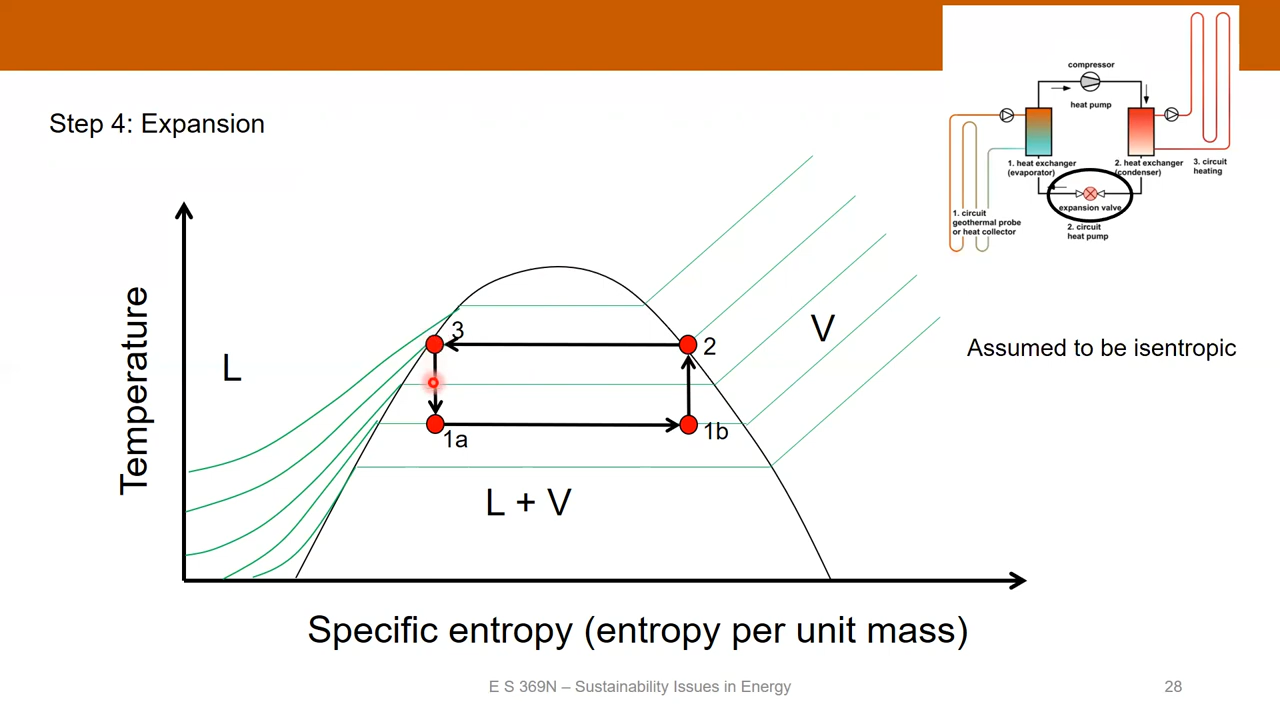 Step 4: Expansion
compressor
heat pump
1. heat exchanger
(evaporator)
2. heat exchanger
(condenser)
3. circuit
heating
expansion valve
1. circuit
geothermal probe
or heat collector
2. circuit
heat pump
Temperature
L
3
2
V
1a
1b
L + V
Assumed to be isentropic
Specific entropy (entropy per unit mass)
E S 369N – Sustainability Issues in Energy
28